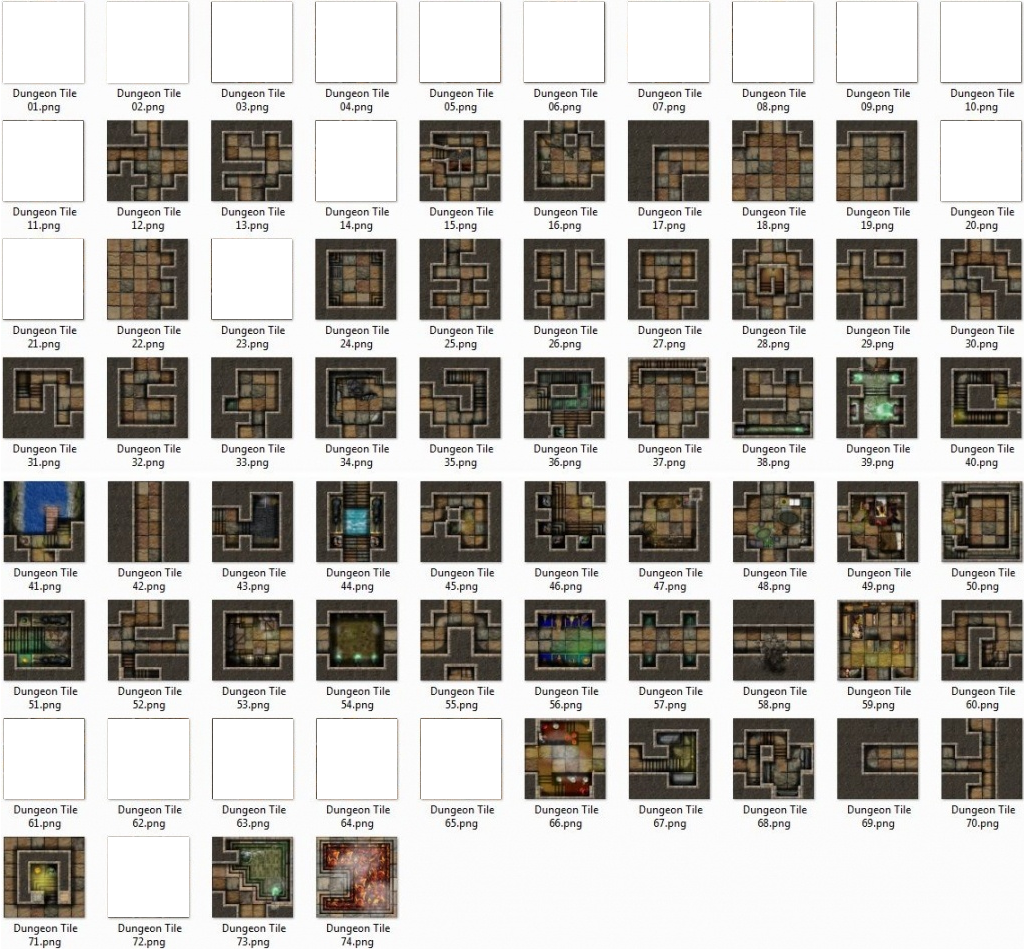 Dungeon Tile Dungeon Tile Dungeon Tile Dungeon Tile Dungeon Tile Dungeon Tile Dungeon Tile Dungeon Tile Dungeon Tile Dungeon Tile
01.png 02.png 03.png 04.png 05.png 06.png 07.png 08.png 09.png 10.png
Dungeon Tile Dungeon Tile Dungeon Tile Dungeon Tile Dungeon Tile Dungeon Tile Dungeon Tile Dungeon Tile Dungeon Tile Dungeon Tile
11.png 12.png 13.png 14.png 15.png 16.png 17.png 18.png 19.png 20.png
Dungeon Tile Dungeon Tile Dungeon Tile Dungeon Tile Dungeon Tile Dungeon Tile Dungeon Tile Dungeon Tile Dungeon Tile Dungeon Tile
21.png 22.png 23.png 24.png 25.png 26.png 27.png 28.png 29.png 30.png
Dungeon Tile Dungeon Tile Dungeon Tile Dungeon Tile Dungeon Tile Dungeon Tile Dungeon Tile Dungeon Tile Dungeon Tile Dungeon Tile
31.png 32.png 33.png 34.png 35.png 36.png 37.png 38.png 39.png 40.png
Dungeon Tile Dungeon Tile Dungeon Tile Dungeon Tile Dungeon Tile Dungeon Tile Dungeon Tile Dungeon Tile Dungeon Tile Dungeon Tile
41.png 42.png 43.png 44.png 45.png 46.png 47.png 48.png 49.png 50.png
Dungeon Tile Dungeon Tile Dungeon Tile Dungeon Tile Dungeon Tile Dungeon Tile Dungeon Tile Dungeon Tile Dungeon Tile Dungeon Tile
51.png 52.png 53.png 54.png 55.png 56.png 57.png 58.png 59.png 60.png
Dungeon Tile Dungeon Tile Dungeon Tile Dungeon Tile Dungeon Tile Dungeon Tile Dungeon Tile Dungeon Tile Dungeon Tile Dungeon Tile
61.png 62.png 63.png 64.png 65.png 66.png 67.png 68.png 69.png 70.png
Dungeon Tile Dungeon Tile Dungeon Tile Dungeon Tile
71.png 72.png 73.png 74.png